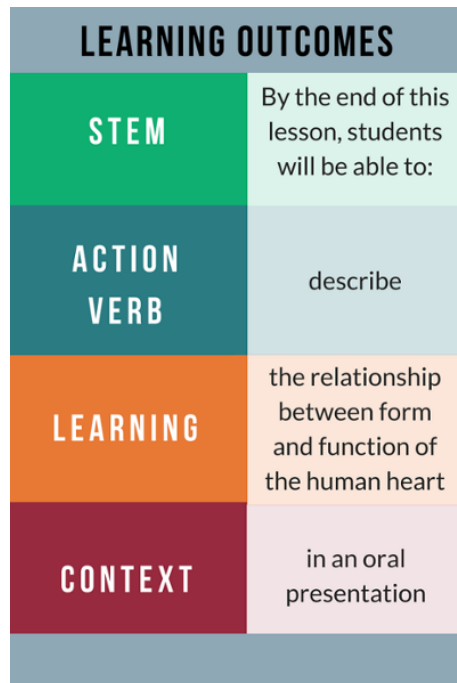 LEARNING OUTCOMES
STEM
By the end of this
lesson, students
will be able to:
ACTION
VERB
describe
LEARNING
the relationship
between form
and function of
the human heart
CONTEXT
in an oral
presentation